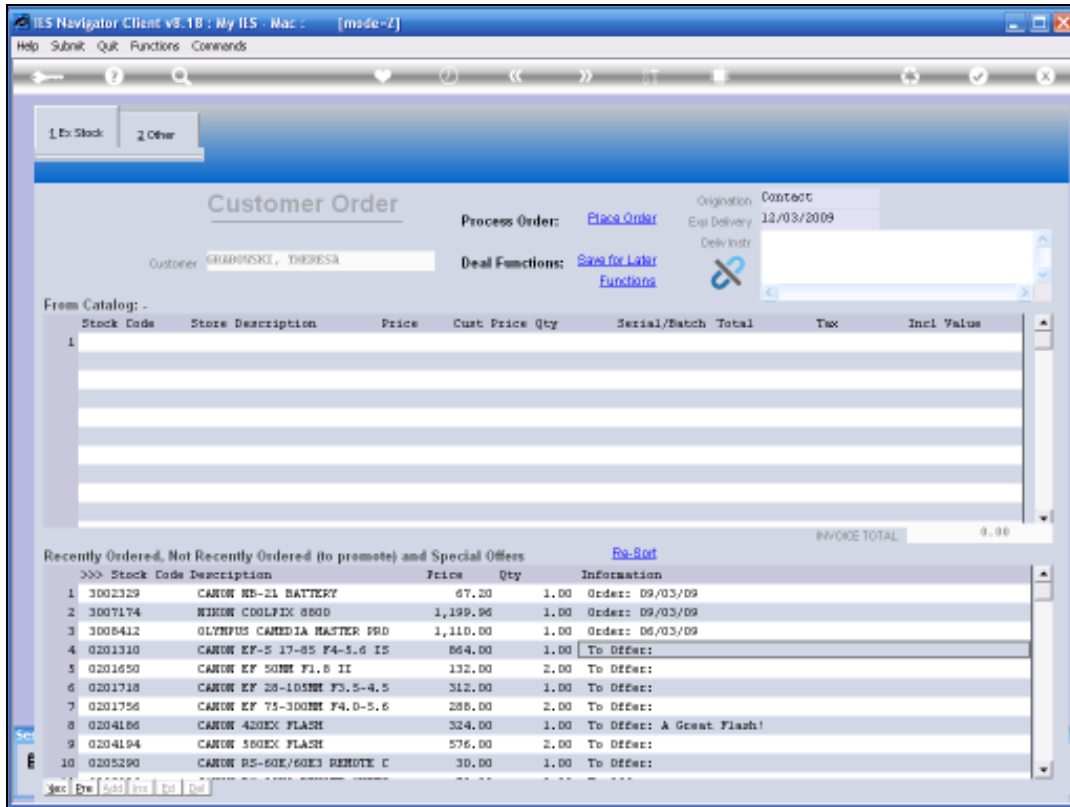 IES Navigator Client v8.18 : My IES - Mac : [mode=Z]
Help Submit Quit Functions Commands
1 Ex Stock 2 Other
Customer Order
Process Order: Place Order
Origination Contact
Exp Delivery 12/03/2009
Deliv Instr
Customer GRABOWSKI, THERESA
Deal Functions: Save for Later
Functions
From Catalog: -
Stock Code Store Description Price Cust Price Qty Serial/Batch Total Tax Incl Value
1
INVOICE TOTAL 0.00
Recently Ordered, Not Recently Ordered (to promote) and Special Offers Re-Sort
>>> Stock Code Description Price Qty Information
1 3002329 CANON NB-2L BATTERY 67.20 1.00 Order: 09/03/09
2 3007174 NIKON COOLPIX 8800 1,199.96 1.00 Order: 09/03/09
3 3008412 OLYMPUS CAMEDIA MASTER PRO 1,110.00 1.00 Order: 06/03/09
4 0201310 CANON EF-S 17-85 F4-5.6 IS 864.00 1.00 To Offer:
5 0201650 CANON EF 50MM F1.8 II 132.00 2.00 To Offer:
6 0201718 CANON EF 28-105MM F3.5-4.5 312.00 1.00 To Offer:
7 0201756 CANON EF 75-300MM F4.0-5.6 288.00 2.00 To Offer:
8 0204186 CANON 420EX FLASH 324.00 1.00 To Offer: A Great Flash!
9 0204194 CANON 580EX FLASH 576.00 2.00 To Offer:
10 0205290 CANON RS-60E/60E3 REMOTE C 30.00 1.00 To Offer:
Nex Pre Add Ins Ed Del